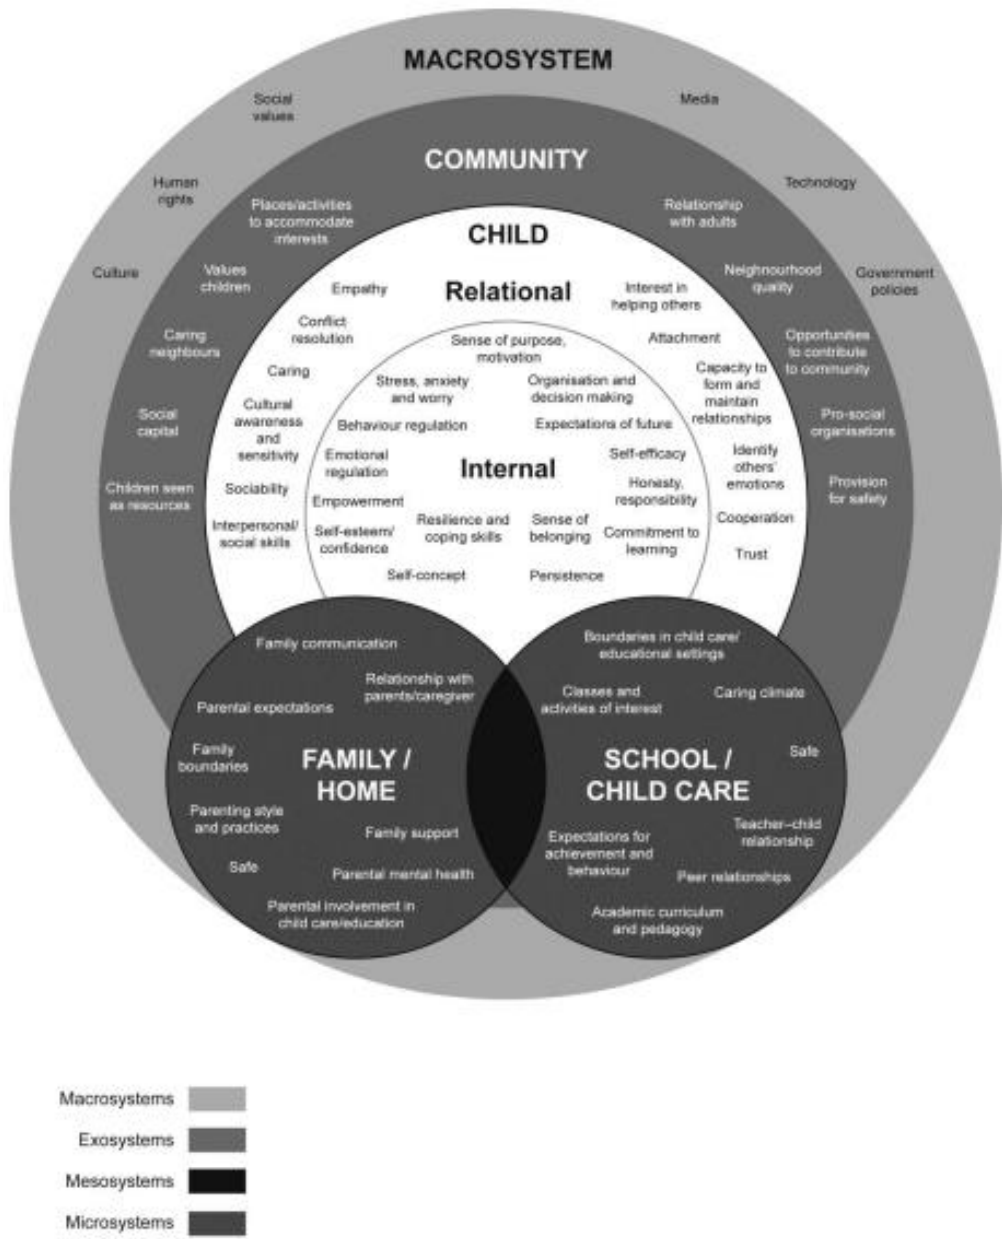 MACROSYSTEM
Social
values
Media
Human
rights
Technology
Culture
Government
policies
COMMUNITY
Places/activities
to accommodate
interests
Relationship
with adults
Values
children
Neighnourhood
quality
Caring
neighbours
Opportunities
to contribute
to community
Social
capital
Pro-social
organisations
Children seen
as resources
Provision
for safety
CHILD
Relational
Empathy
Interest in
helping others
Conflict
resolution
Attachment
Caring
Capacity to
form and
maintain
relationships
Cultural
awareness
and
sensitivity
Identify
others'
emotions
Sociability
Cooperation
Interpersonal/
social skills
Trust
Sense of purpose,
motivation
Stress, anxiety
and worry
Organisation and
decision making
Behaviour regulation
Expectations of future
Emotional
regulation
Internal
Self-efficacy
Empowerment
Honesty,
responsibility
Self-esteem/
confidence
Resilience and
coping skills
Sense of
belonging
Commitment to
learning
Self-concept
Persistence
Family communication
Relationship with
parents/caregiver
Parental expectations
Family
boundaries
FAMILY /
HOME
Parenting style
and practices
Family support
Safe
Parental mental health
Parental involvement in
child care/education
Boundaries in child care/
educational settings
Classes and
activities of interest
Caring climate
SCHOOL /
CHILD CARE
Safe
Teacher–child
relationship
Expectations for
achievement and
behaviour
Peer relationships
Academic curriculum
and pedagogy
Macrosystems
Exosystems
Mesosystems
Microsystems